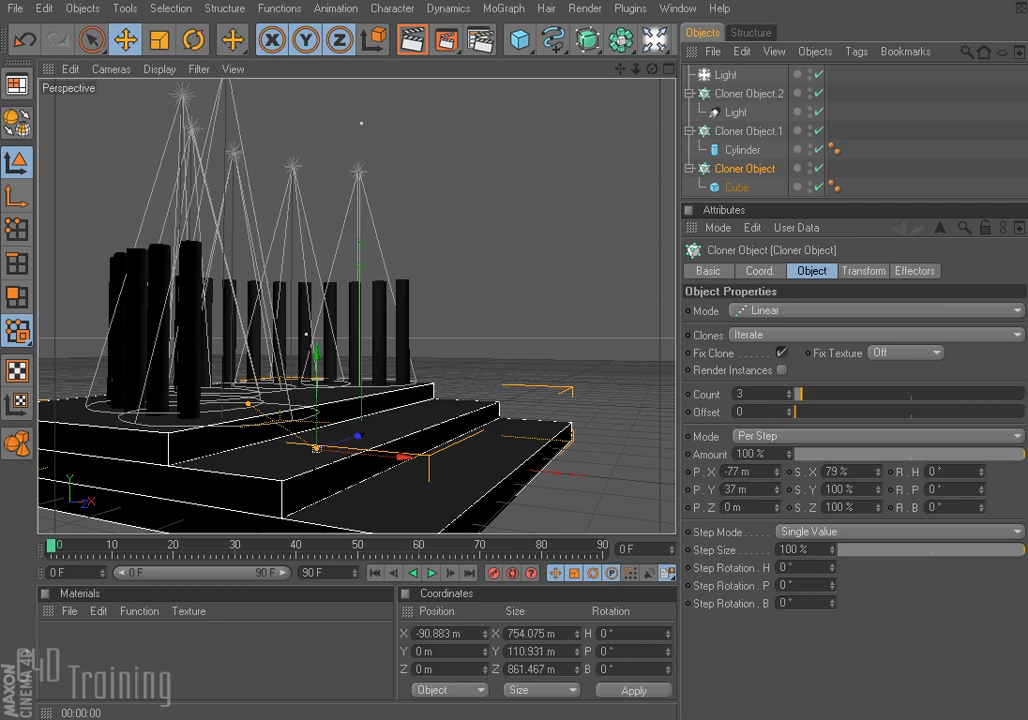 File Edit Objects Tools Selection Structure Functions Animation Character Dynamics MoGraph Hair Render Plugins Window Help
Objects Structure
File Edit View Objects Tags Bookmarks
Edit Cameras Display Filter View
Perspective
Light
Cloner Object.2
Light
Cloner Object.1
Cylinder
Cloner Object
Cube
Attributes
Mode Edit User Data
Cloner Object [Cloner Object]
Basic Coord. Object Transform Effectors
Object Properties
Mode Linear
Clones Iterate
Fix Clone Fix Texture Off
Render Instances
Count 3
Offset 0
Mode Per Step
Amount 100 %
P . X -77 m S . X 79 % R . H 0 °
P . Y 37 m S . Y 100 % R . P 0 °
P . Z 0 m S . Z 100 % R . B 0 °
Step Mode Single Value
Step Size 100 %
Step Rotation . H 0 °
Step Rotation . P 0 °
Step Rotation . B 0 °
Y
Z X
0 10 20 30 40 50 60 70 80 90 0 F
0 F 0 F 90 F 90 F
Materials
File Edit Function Texture
Coordinates
Position Size Rotation
X -90.883 m X 754.075 m H 0 °
Y 0 m Y 110.931 m P 0 °
Z 0 m Z 861.467 m B 0 °
Object Size Apply
MAXON
CINEMA 4D
C4D Training
00:00:00